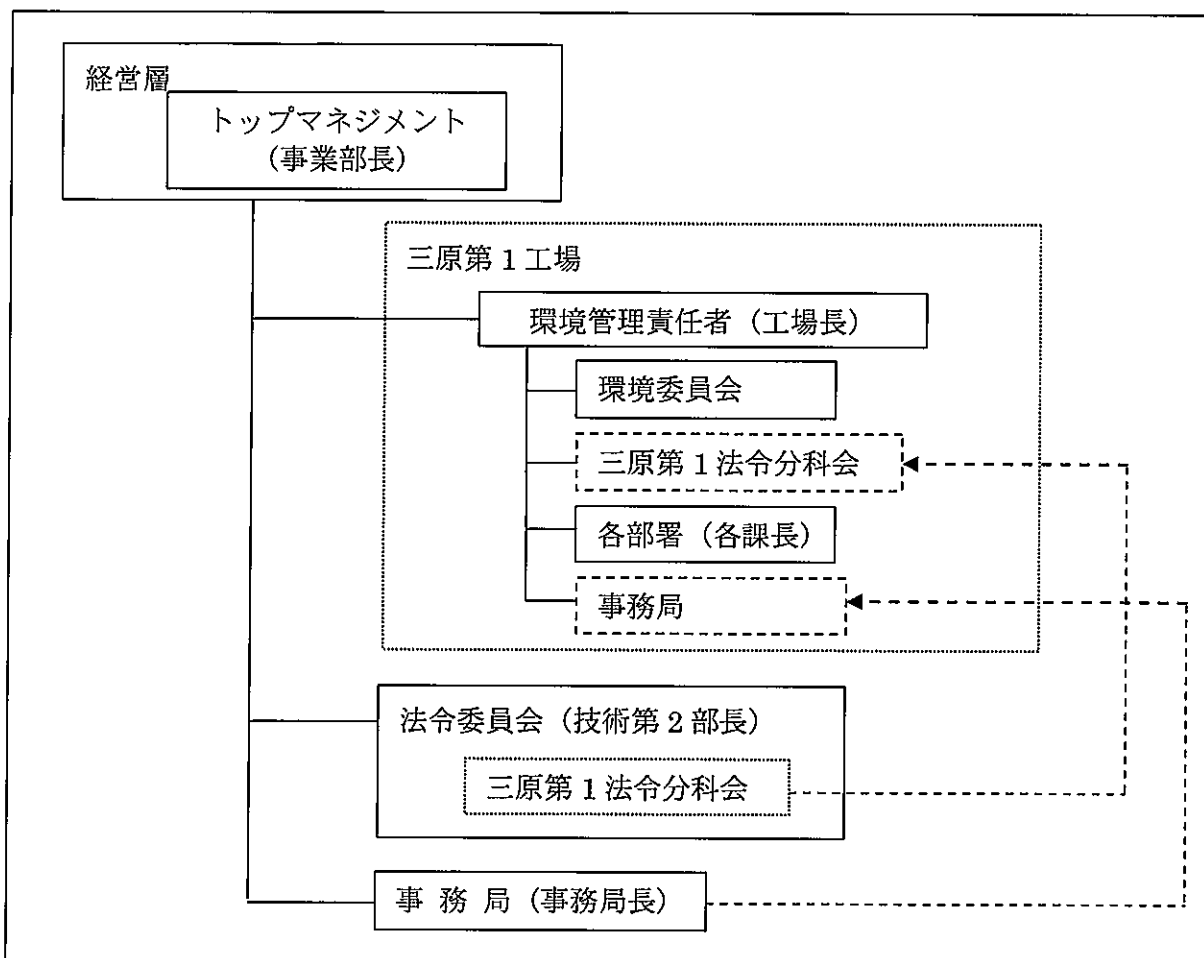 経営層
トップマネジメント
(事業部長)
三原第1工場
環境管理責任者(工場長)
環境委員会
三原第1法令分科会
各部署(各課長)
事務局
法令委員会(技術第2部長)
三原第1法令分科会
事 務 局(事務局長)